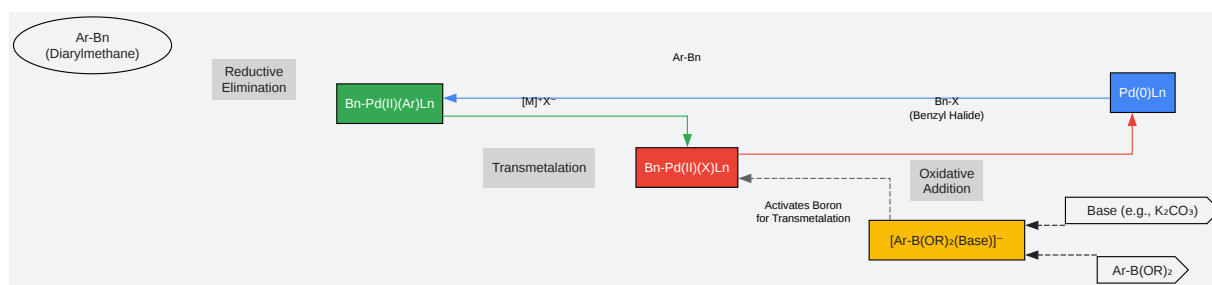 Ar-Bn
(Diarylmethane)
Reductive
Elimination
Ar-Bn
Bn-Pd(II)(Ar)Ln
[M]⁺X⁻
Bn-X
(Benzyl Halide)
Pd(0)Ln
Transmetalation
Bn-Pd(II)(X)Ln
Oxidative
Addition
Activates Boron
for Transmetalation
[Ar-B(OR)₂(Base)]⁻
Base (e.g., K₂CO₃)
Ar-B(OR)₂